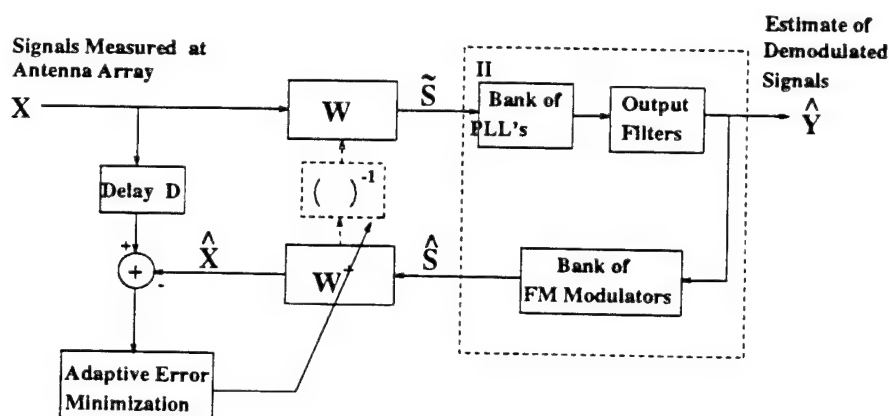 Signals Measured at
Antenna Array
X
W
S̃
II
Bank of
PLL's
Output
Filters
Estimate of
Demodulated
Signals
Ŷ
Delay D
( )⁻¹
+
+
-
X̂
W⁺
Ŝ
Bank of
FM Modulators
Adaptive Error
Minimization